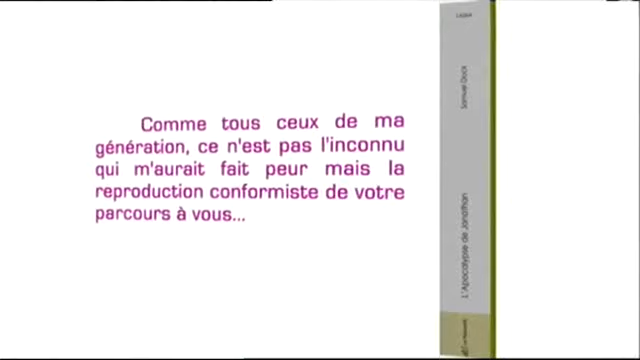 Comme tous ceux de ma
génération, ce n'est pas l'inconnu
qui m'aurait fait peur mais la
reproduction conformiste de votre
parcours à vous...
Samuel Dock
L'Apocalypse de Jonathan